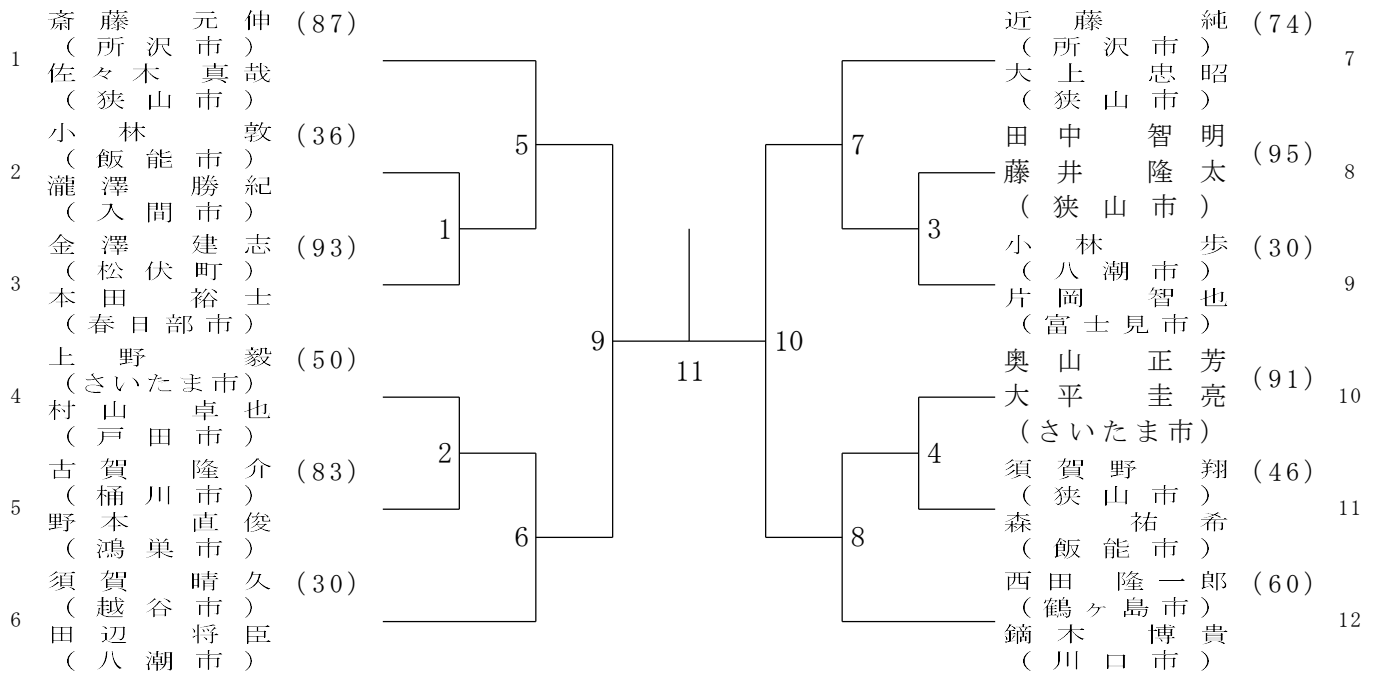 斎藤 元伸 (87)
(所沢市)
1
佐々木 真哉
(狭山市)
小林 敦 (36)
(飯能市)
2
瀧澤 勝紀
(入間市)
金澤 建志 (93)
(松伏町)
3
本田 裕士
(春日部市)
上野 毅 (50)
(さいたま市)
4
村山 卓也
(戸田市)
古賀 隆介 (83)
(桶川市)
5
野本 直俊
(鴻巣市)
須賀 晴久 (30)
(越谷市)
6
田辺 将臣
(八潮市)
5
1
9
2
6
11
7
3
10
4
8
近藤 純 (74)
(所沢市)
7
大上 忠昭
(狭山市)
田中 智明
(95)
藤井 隆太
8
(狭山市)
小林 歩 (30)
(八潮市)
9
片岡 智也
(富士見市)
奥山 正芳
(91)
大平 圭亮
10
(さいたま市)
須賀野 翔 (46)
(狭山市)
11
森 祐希
(飯能市)
西田 隆一郎 (60)
(鶴ヶ島市)
12
鏑木 博貴
(川口市)